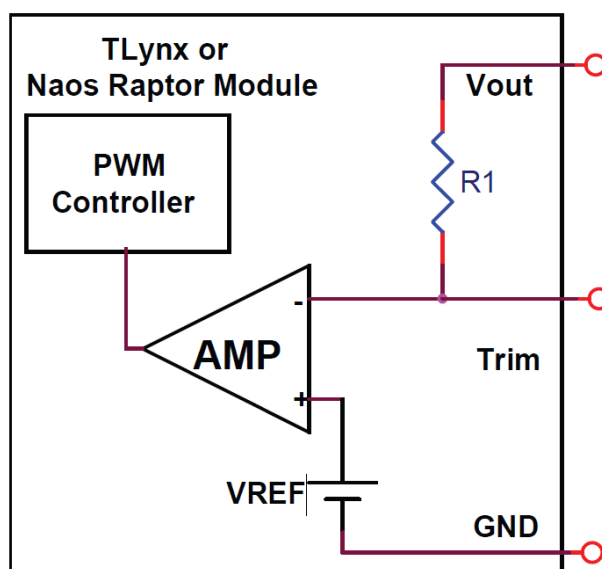 TLynx or
Naos Raptor Module
Vout
PWM
Controller
R1
-
AMP
Trim
+
VREF
GND